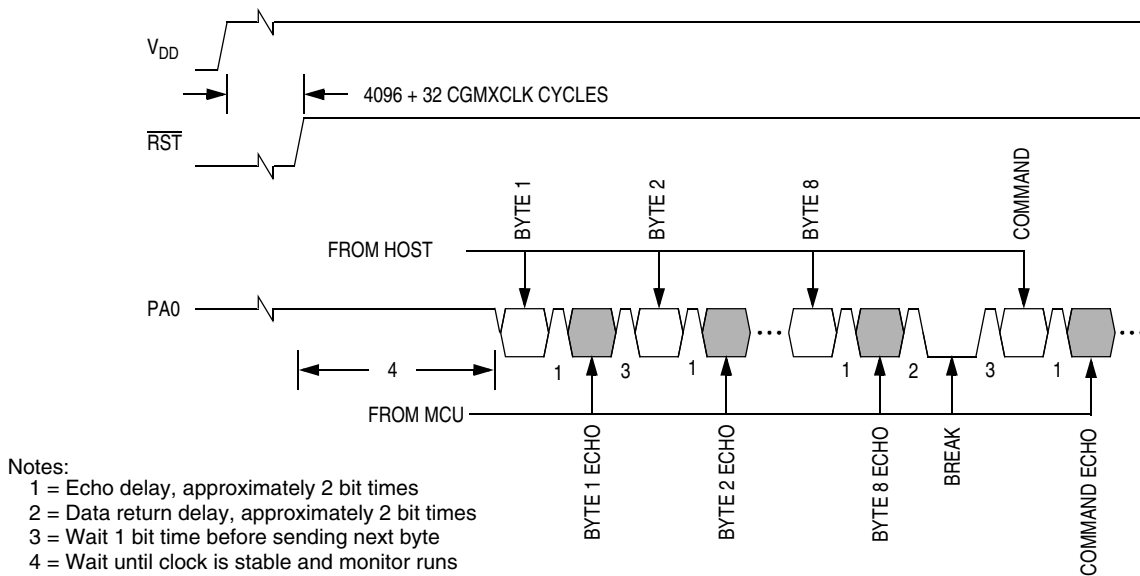 VDD
4096 + 32 CGMXCLK CYCLES
RST
FROM HOST
BYTE 1
BYTE 2
BYTE 8
COMMAND
PA0
...
...
1
3
1
1
2
3
1
4
FROM MCU
BYTE 1 ECHO
BYTE 2 ECHO
BYTE 8 ECHO
BREAK
COMMAND ECHO
Notes:
1 = Echo delay, approximately 2 bit times
2 = Data return delay, approximately 2 bit times
3 = Wait 1 bit time before sending next byte
4 = Wait until clock is stable and monitor runs